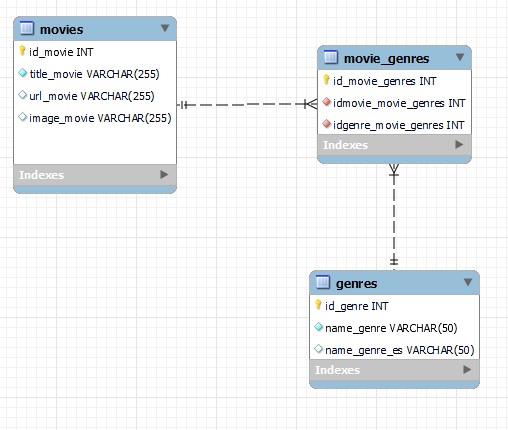 movies
id_movie INT
title_movie VARCHAR(255)
url_movie VARCHAR(255)
image_movie VARCHAR(255)
Indexes
movie_genres
id_movie_genres INT
idmovie_movie_genres INT
idgenre_movie_genres INT
Indexes
genres
id_genre INT
name_genre VARCHAR(50)
name_genre_es VARCHAR(50)
Indexes